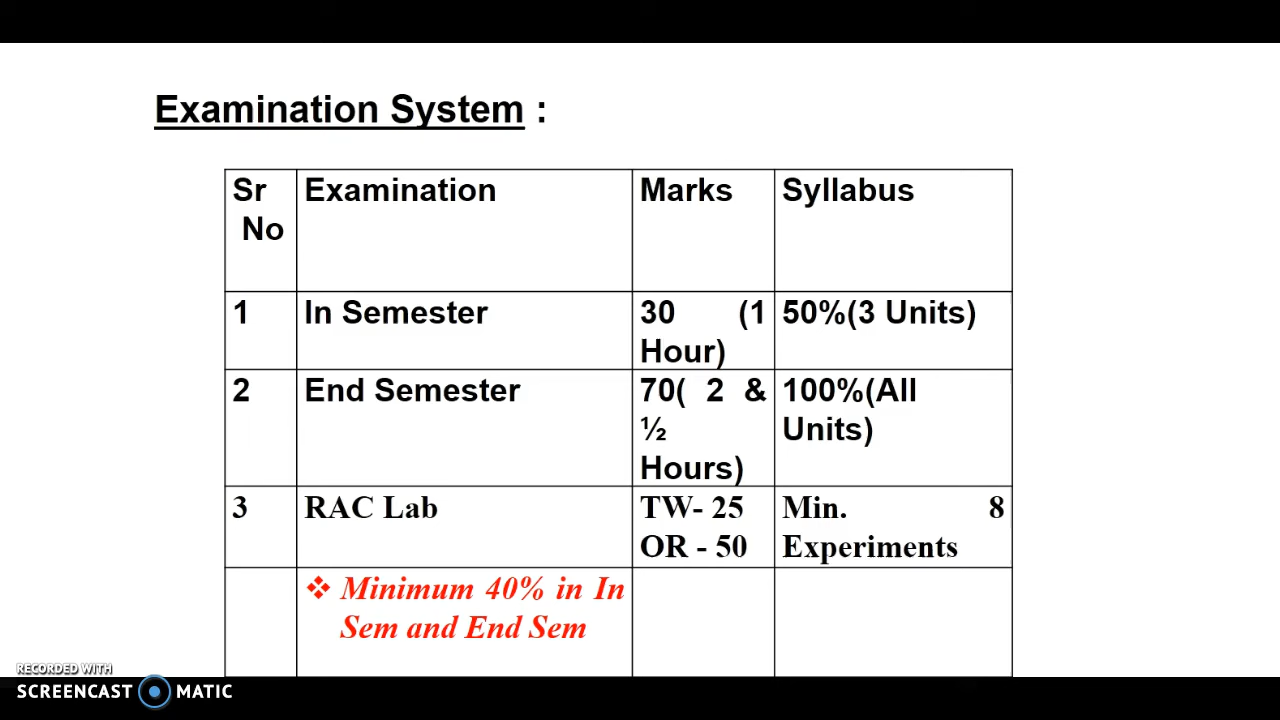 Examination System :
Sr No Examination Marks Syllabus
1 In Semester 30 (1 Hour) 50%(3 Units)
2 End Semester 70( 2 & ½ Hours) 100%(All Units)
3 RAC Lab TW- 25 OR - 50 Min. 8 Experiments
❖ Minimum 40% in In
Sem and End Sem
RECORDED WITH
SCREENCAST MATIC